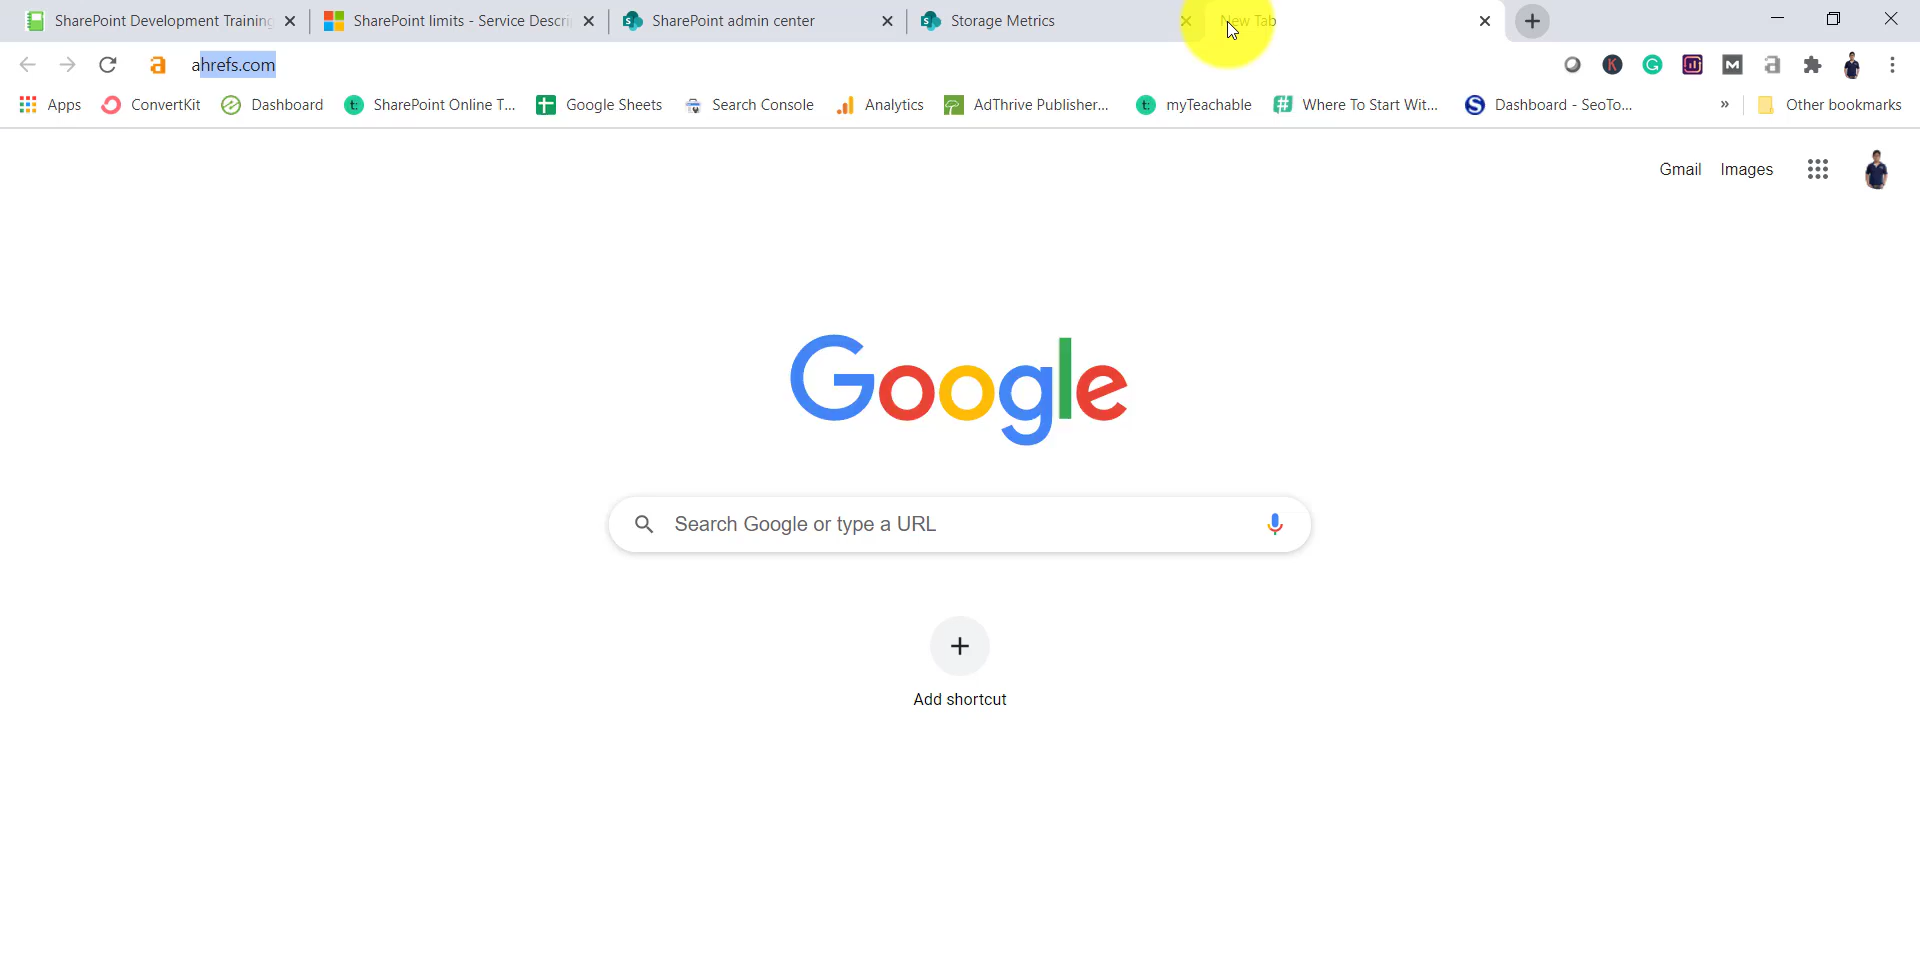 SharePoint Development Training
SharePoint limits - Service Descri
SharePoint admin center
Storage Metrics
New Tab
ahrefs.com
Apps
ConvertKit
Dashboard
SharePoint Online T...
Google Sheets
Search Console
Analytics
AdThrive Publisher...
myTeachable
Where To Start Wit...
Dashboard - SeoTo...
»
Other bookmarks
Gmail
Images
Google
Search Google or type a URL
Add shortcut